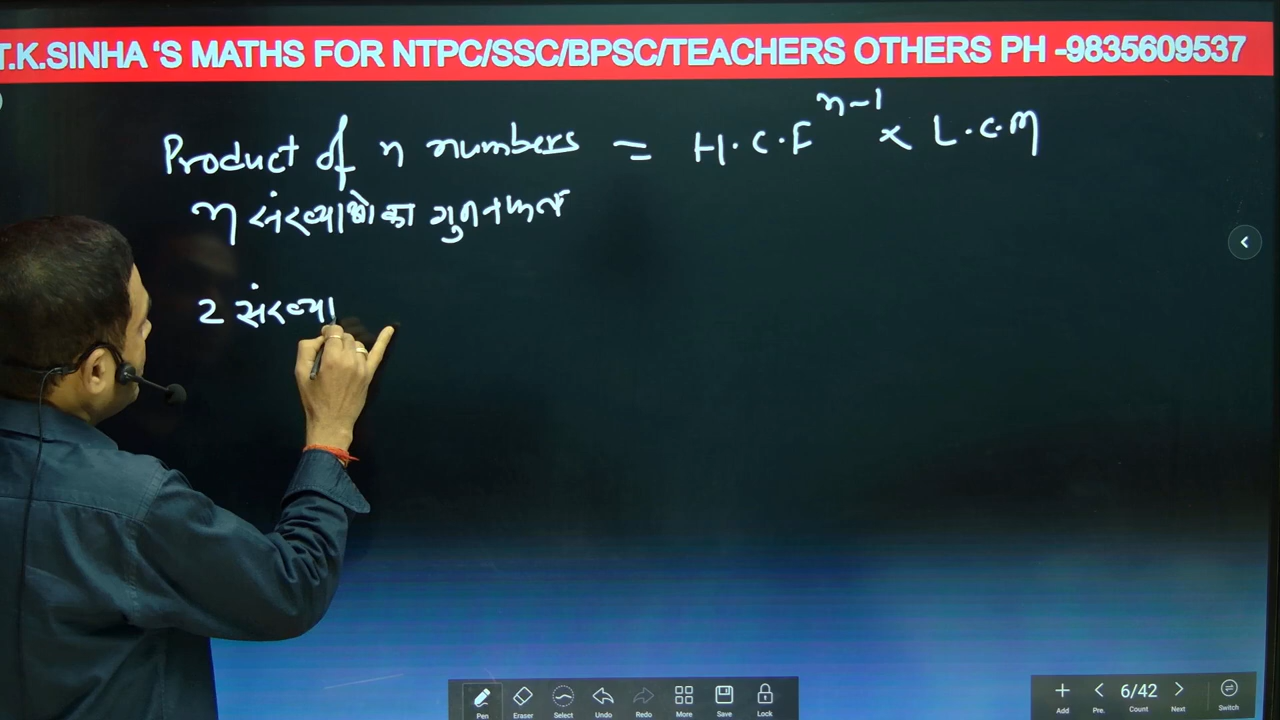 T.K.SINHA ‘S MATHS FOR NTPC/SSC/BPSC/TEACHERS OTHERS PH -9835609537
Product of n numbers = H.C.F^{n-1} × L.C.M
n संख्याओ का गुणनफल
2 संख्या
Pen Eraser Select Undo Redo More Save Lock
6/42
Add Pre. Count Next Switch